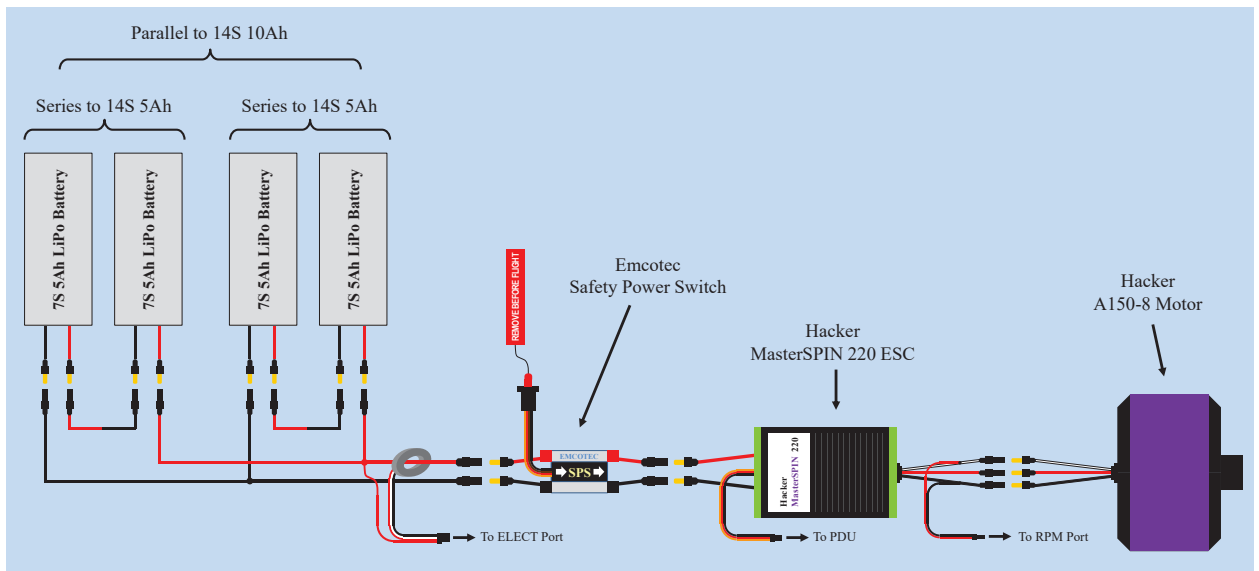 Parallel to 14S 10Ah
Series to 14S 5Ah
Series to 14S 5Ah
7S 5Ah LiPo Battery
7S 5Ah LiPo Battery
7S 5Ah LiPo Battery
7S 5Ah LiPo Battery
REMOVE BEFORE FLIGHT
Emcotec
Safety Power Switch
Hacker
MasterSPIN 220 ESC
Hacker
A150-8 Motor
EMCOTEC
SPS
Hacker
MasterSPIN 220
To ELECT Port
To PDU
To RPM Port